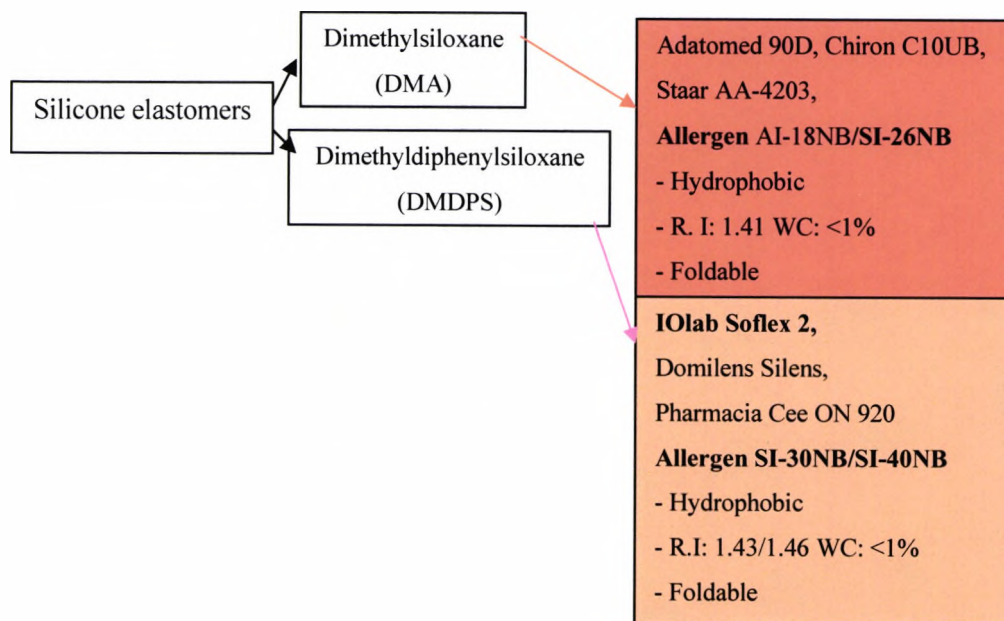 Silicone elastomers
Dimethylsiloxane
(DMA)
Dimethyldiphenylsiloxane
(DMDPS)
Adatomed 90D, Chiron C10UB,
Staar AA-4203,
Allergen AI-18NB/SI-26NB
- Hydrophobic
- R. I: 1.41 WC: <1%
- Foldable
IOlab Soflex 2,
Domilens Silens,
Pharmacia Cee ON 920
Allergen SI-30NB/SI-40NB
- Hydrophobic
- R.I: 1.43/1.46 WC: <1%
- Foldable